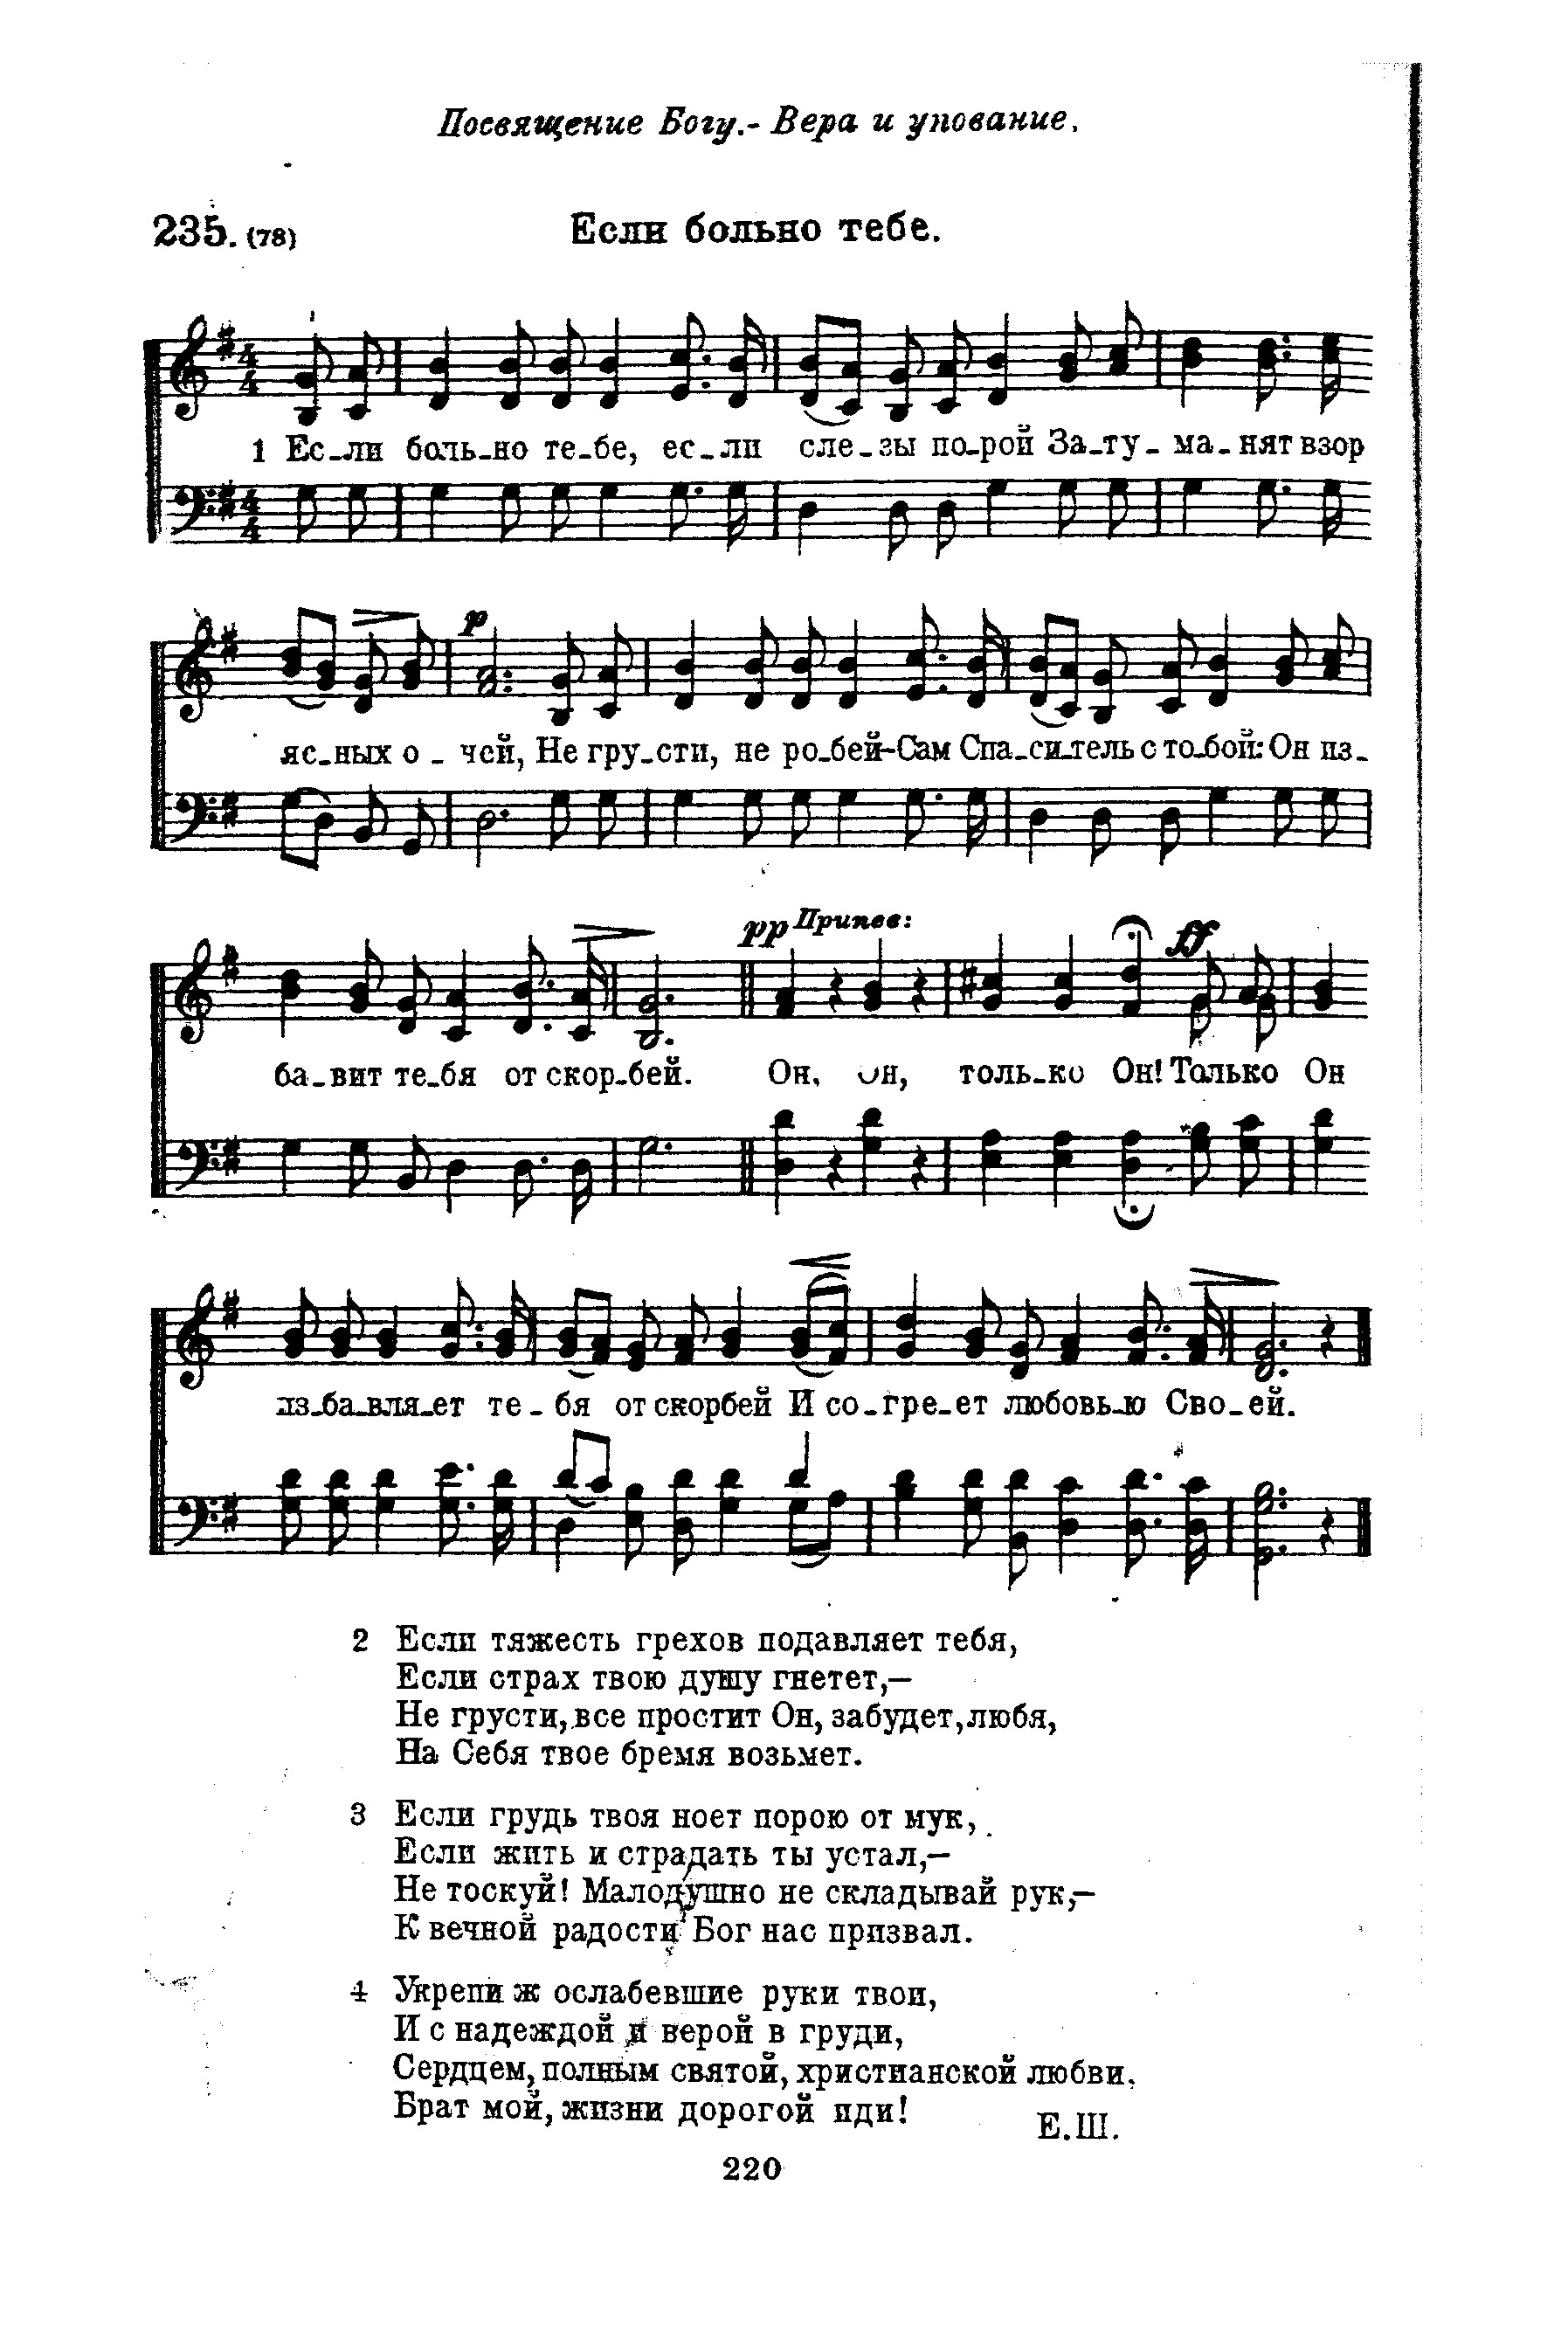 Посвящение Богу.- Вера и упование.
235. (78)
Если больно тебе.
1 Ес-ли боль-но те-бе, ес-ли сле-зы по-рой За-ту-ма-нят взор
p
яс-ных о-чей, Не гру-сти, не ро-бей-Сам Спа-си-тель с то-бой: Он из-
pp Припев: ff
ба-вит те-бя от скор-бей. Он, он, толь-ко Он! Только Он
из-ба-вля-ет те-бя от скорбей И со-гре-ет любовь-ю Сво-ей.
2 Если тяжесть грехов подавляет тебя,
Если страх твою душу гнетет,—
Не грусти, все простит Он, забудет, любя,
На Себя твое бремя возьмет.
3 Если грудь твоя ноет порою от мук,
Если жить и страдать ты устал,—
Не тоскуй! Малодушно не складывай рук,—
К вечной радости Бог нас призвал.
4 Укрепи ж ослабевшие руки твои,
И с надеждой и верой в груди,
Сердцем, полным святой, христианской любви,
Брат мой, жизни дорогой иди!
Е.Ш.
220